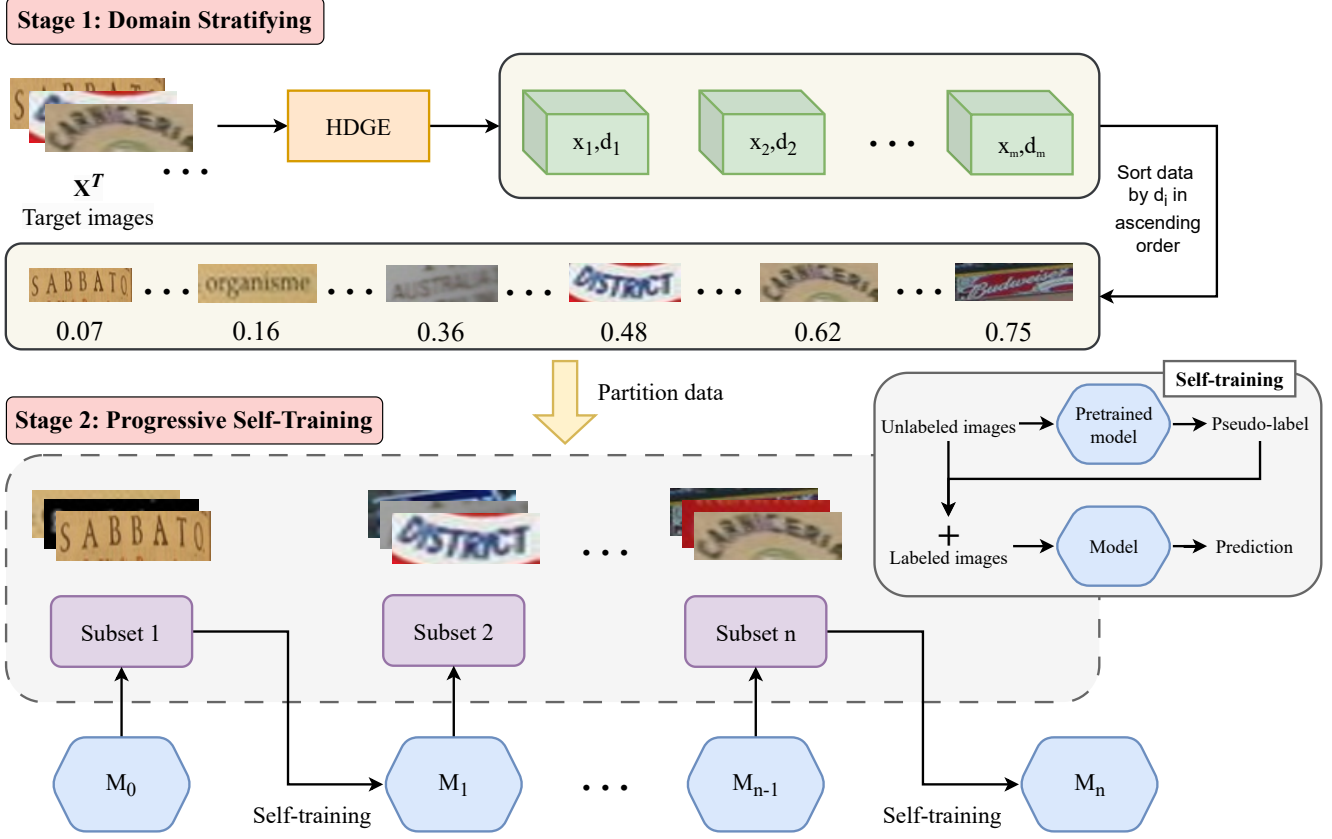 Stage 1: Domain Stratifying
SABBATO
CARNICERIA
X^T
Target images
HDGE
x₁,d₁
x₂,d₂
xₘ,dₘ
Sort data
by dᵢ in
ascending
order
SABBATO
organisme
AUSTRALIA
DISTRICT
CARNICERIA
Budweiser
0.07
0.16
0.36
0.48
0.62
0.75
Partition data
Stage 2: Progressive Self-Training
Self-training
Unlabeled images
Pretrained
model
Pseudo-label
+
Labeled images
Model
Prediction
SABBATO
DISTRICT
CARNICERIA
Subset 1
Subset 2
Subset n
M₀
Self-training
M₁
Mₙ₋₁
Self-training
Mₙ